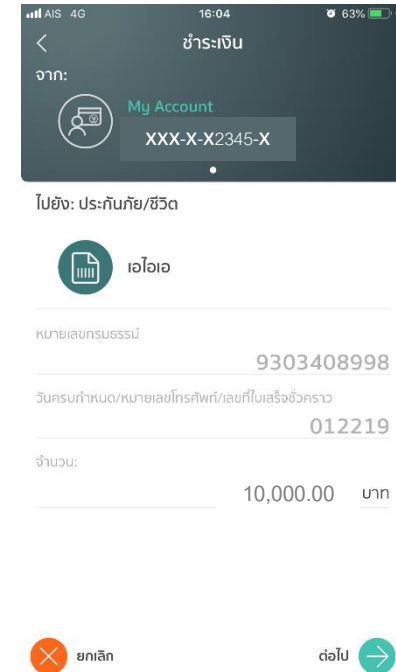 AIS 4G 16:04 63%
ชำระเงิน
จาก:
My Account
XXX-X-X2345-X
ไปยัง: ประกันภัย/ชีวิต
เอไอเอ
หมายเลขกรมธรรม์
9303408998
วันครบกำหนด/หมายเลขโทรศัพท์/เลขที่ใบเสร็จชั่วคราว
012219
จำนวน:
10,000.00 บาท
ยกเลิก ต่อไป